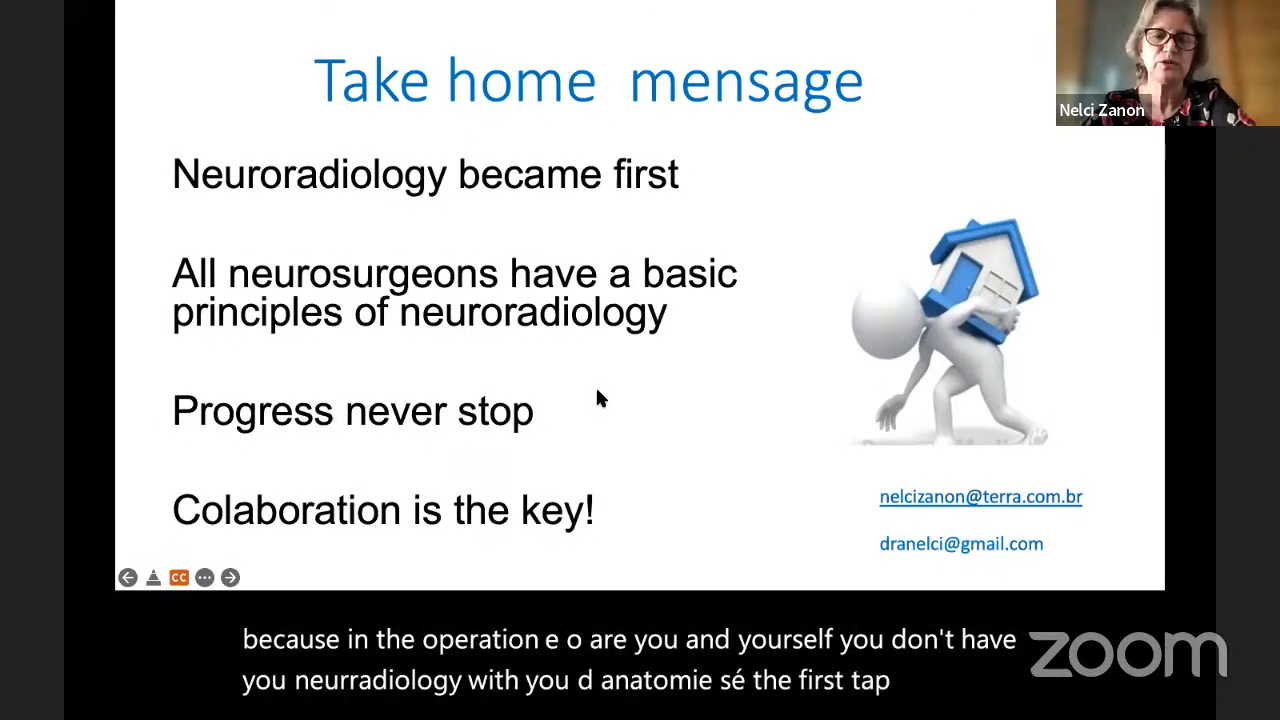 Take home mensage
Nelci Zanon
Neuroradiology became first
All neurosurgeons have a basic
principles of neuroradiology
Progress never stop
Colaboration is the key!
nelcizanon@terra.com.br
dranelci@gmail.com
CC
because in the operation e o are you and yourself you don't have
you neurradiology with you d anatomie sé the first tap
zoom